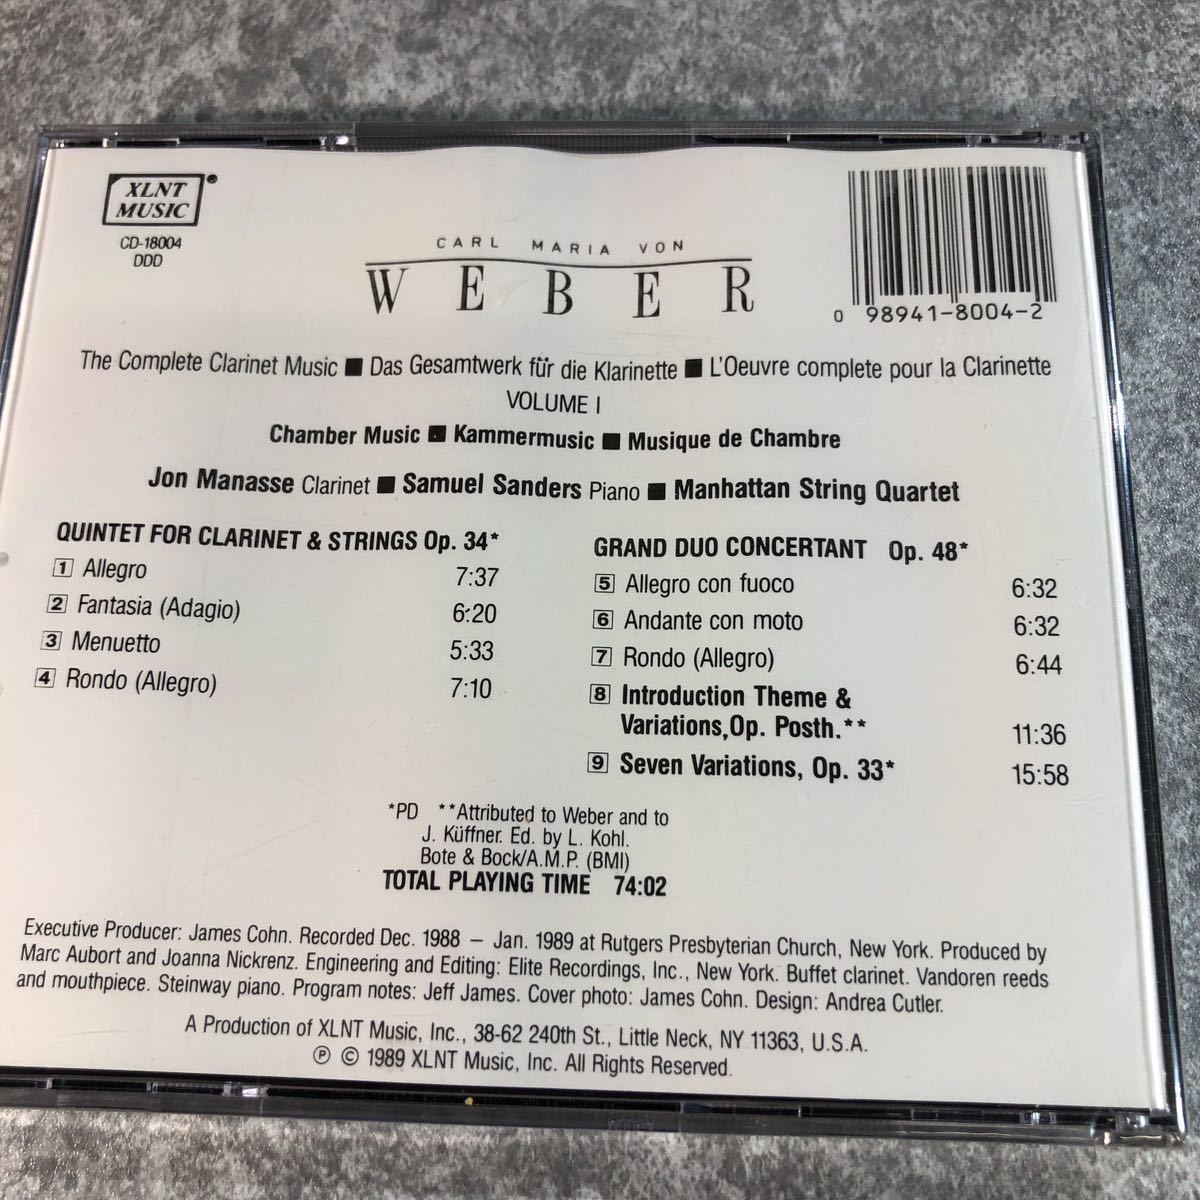 XLNT
MUSIC
CD-18004
DDD
CARL MARIA VON
WEBER
0 98941-8004-2
The Complete Clarinet Music ■ Das Gesamtwerk für die Klarinette ■ L'Oeuvre complete pour la Clarinette
VOLUME I
Chamber Music ■ Kammermusic ■ Musique de Chambre
Jon Manasse Clarinet ■ Samuel Sanders Piano ■ Manhattan String Quartet
QUINTET FOR CLARINET & STRINGS Op. 34*
1 Allegro 7:37
2 Fantasia (Adagio) 6:20
3 Menuetto 5:33
4 Rondo (Allegro) 7:10
GRAND DUO CONCERTANT Op. 48*
5 Allegro con fuoco 6:32
6 Andante con moto 6:32
7 Rondo (Allegro) 6:44
8 Introduction Theme &
Variations,Op. Posth.** 11:36
9 Seven Variations, Op. 33* 15:58
*PD **Attributed to Weber and to
J. Küffner. Ed. by L. Kohl.
Bote & Bock/A.M.P. (BMI)
TOTAL PLAYING TIME 74:02
Executive Producer: James Cohn. Recorded Dec. 1988 – Jan. 1989 at Rutgers Presbyterian Church, New York. Produced by
Marc Aubort and Joanna Nickrenz. Engineering and Editing: Elite Recordings, Inc., New York. Buffet clarinet. Vandoren reeds
and mouthpiece. Steinway piano. Program notes: Jeff James. Cover photo: James Cohn. Design: Andrea Cutler.
A Production of XLNT Music, Inc., 38-62 240th St., Little Neck, NY 11363, U.S.A.
℗ © 1989 XLNT Music, Inc. All Rights Reserved.